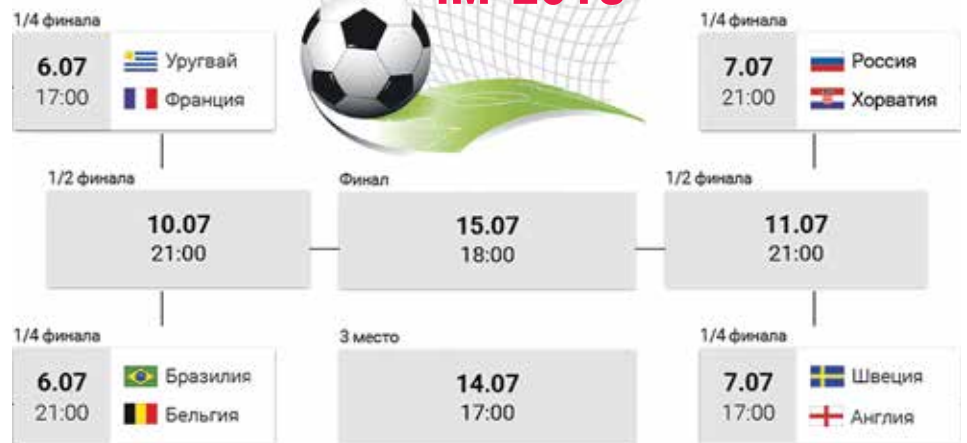 1/4 финала
6.07
17:00
Уругвай
Франция
1/4 финала
7.07
21:00
Россия
Хорватия
1/2 финала
10.07
21:00
Финал
15.07
18:00
1/2 финала
11.07
21:00
1/4 финала
6.07
21:00
Бразилия
Бельгия
3 место
14.07
17:00
1/4 финала
7.07
17:00
Швеция
Англия